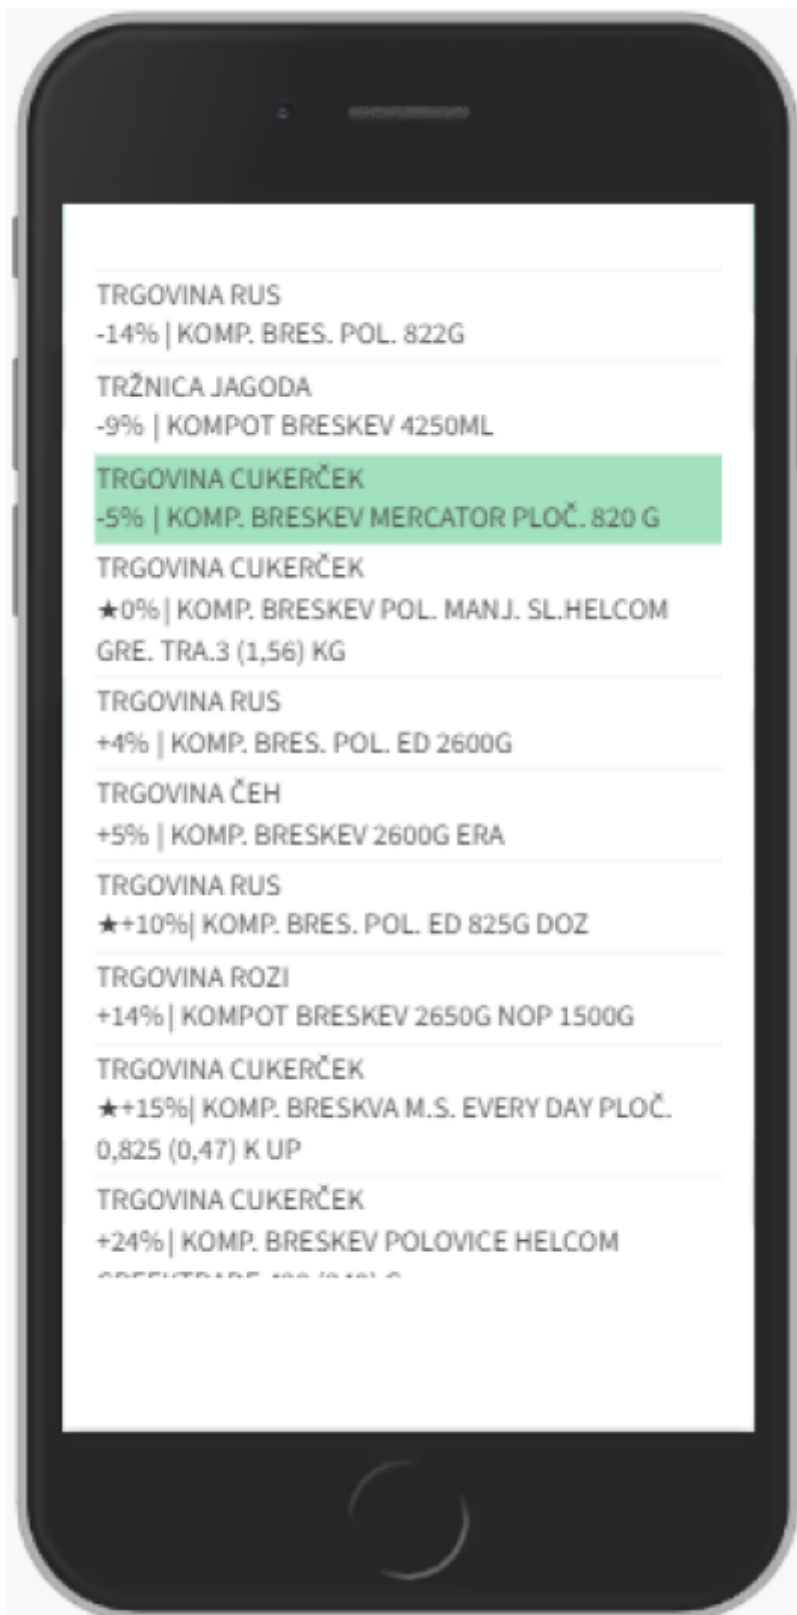 TRGOVINA RUS
-14% | KOMP. BRES. POL. 822G
TRŽNICA JAGODA
-9% | KOMPOT BRESKEV 4250ML
TRGOVINA CUKERČEK
-5% | KOMP. BRESKEV MERCATOR PLOČ. 820 G
TRGOVINA CUKERČEK
★0% | KOMP. BRESKEV POL. MANJ. SL.HELCOM
GRE. TRA.3 (1,56) KG
TRGOVINA RUS
+4% | KOMP. BRES. POL. ED 2600G
TRGOVINA ČEH
+5% | KOMP. BRESKEV 2600G ERA
TRGOVINA RUS
★+10%| KOMP. BRES. POL. ED 825G DOZ
TRGOVINA ROZI
+14% | KOMPOT BRESKEV 2650G NOP 1500G
TRGOVINA CUKERČEK
★+15%| KOMP. BRESKVA M.S. EVERY DAY PLOČ.
0,825 (0,47) K UP
TRGOVINA CUKERČEK
+24% | KOMP. BRESKEV POLOVICE HELCOM